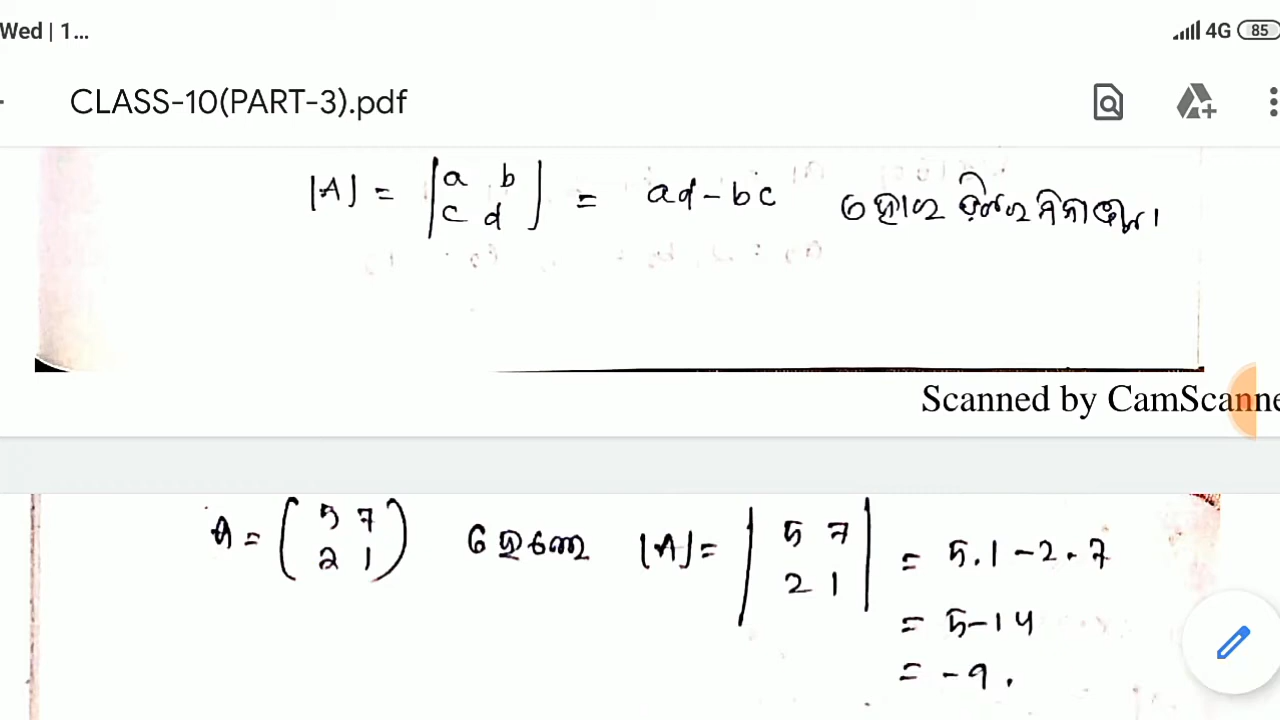 Wed | 1... 4G 85
CLASS-10(PART-3).pdf
|A| = |a b| = ad - bc
|c d|
Scanned by CamScanne
A = (5 7) ହେଲେ |A| = |5 7| = 5.1 - 2.7
(2 1) |2 1|
= 5-14
= -9.